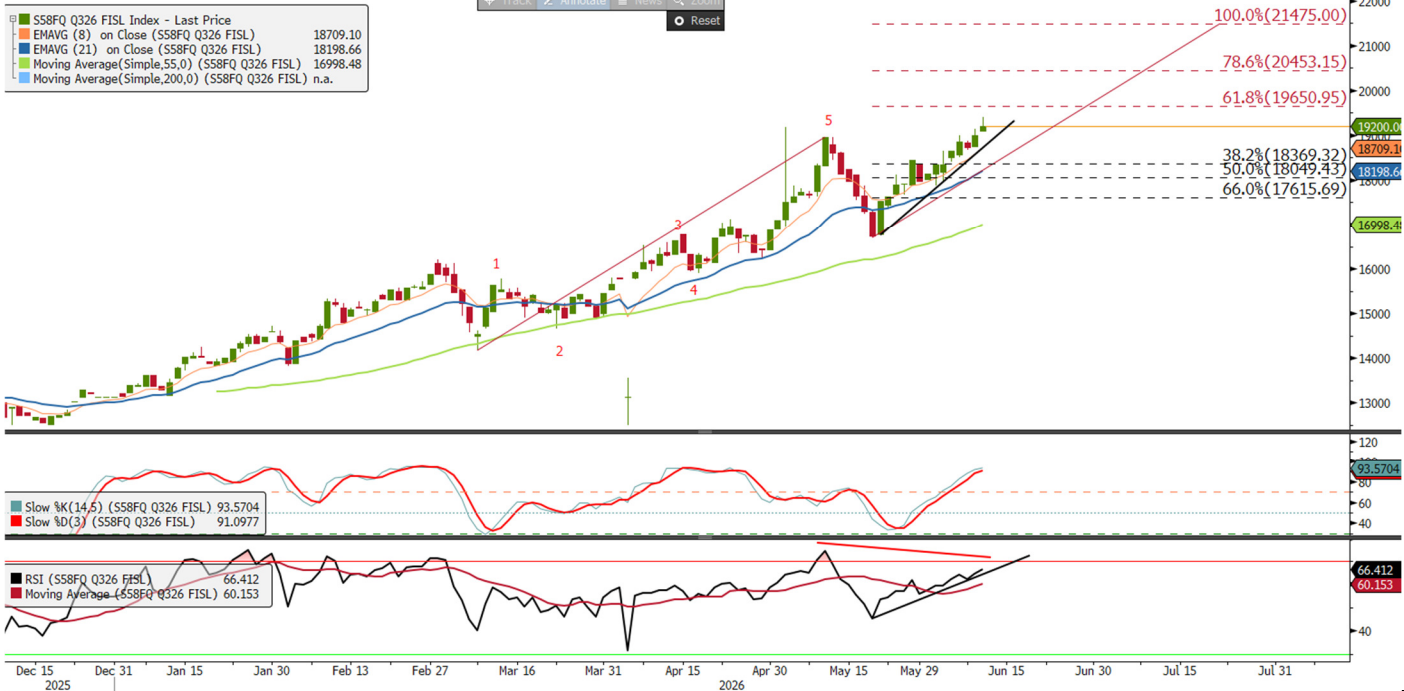 Track Annotate News Zoom
Reset
S58FQ Q326 FISL Index - Last Price
EMAVG (8) on Close (S58FQ Q326 FISL) 18709.10
EMAVG (21) on Close (S58FQ Q326 FISL) 18198.66
Moving Average(Simple,55,0) (S58FQ Q326 FISL) 16998.48
Moving Average(Simple,200,0) (S58FQ Q326 FISL) n.a.
100.0%(21475.00)
78.6%(20453.15)
61.8%(19650.95)
38.2%(18369.32)
50.0%(18049.43)
66.0%(17615.69)
1
2
3
4
5
22000
21000
20000
19200.00
19000
18709.10
18198.66
18000
16998.48
16000
15000
14000
13000
Slow %K(14,5) (S58FQ Q326 FISL) 93.5704
Slow %D(3) (S58FQ Q326 FISL) 91.0977
120
93.5704
80
60
40
RSI (S58FQ Q326 FISL) 66.412
Moving Average (S58FQ Q326 FISL) 60.153
66.412
60.153
40
Dec 15 Dec 31 Jan 15 Jan 30 Feb 13 Feb 27 Mar 16 Mar 31 Apr 15 Apr 30 May 15 May 29 Jun 15 Jun 30 Jul 15 Jul 31
2025 2026